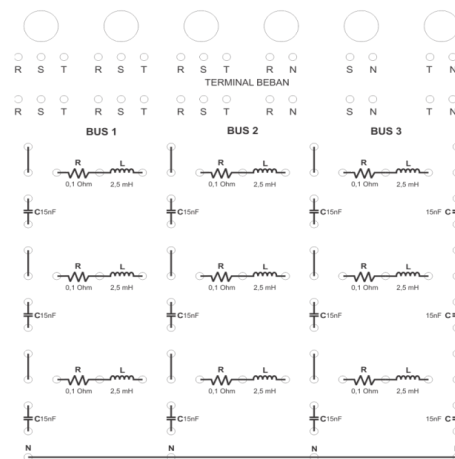 R S T R S T R S T R N S N T N
TERMINAL BEBAN
R S T R S T R S T R N S N T N
BUS 1 BUS 2 BUS 3
R L R L R L
0,1 Ohm 2,5 mH 0,1 Ohm 2,5 mH 0,1 Ohm 2,5 mH
C15nF C15nF C15nF 15nF C
R L R L R L
0,1 Ohm 2,5 mH 0,1 Ohm 2,5 mH 0,1 Ohm 2,5 mH
C15nF C15nF C15nF 15nF C
R L R L R L
0,1 Ohm 2,5 mH 0,1 Ohm 2,5 mH 0,1 Ohm 2,5 mH
C15nF C15nF C15nF 15nF C
N N N N